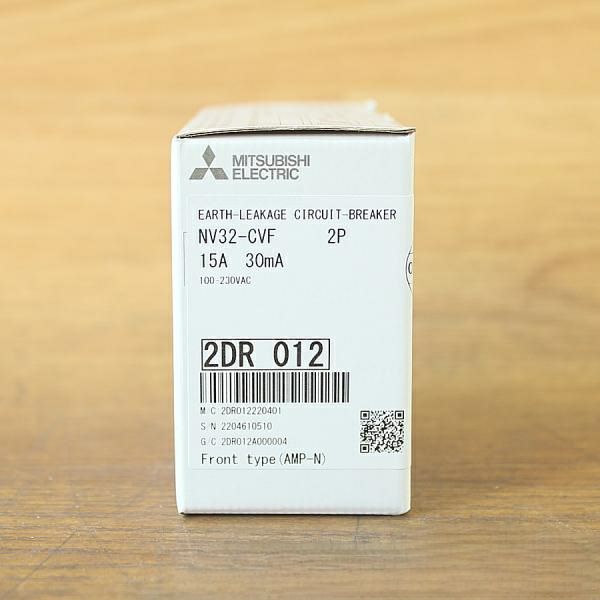 MITSUBISHI
ELECTRIC
EARTH-LEAKAGE CIRCUIT-BREAKER
NV32-CVF 2P
15A 30mA
100-230VAC
2DR 012
M/C 2DR012220401
S/N 2204610510
G/C 2DR012A000004
Front type(AMP-N)